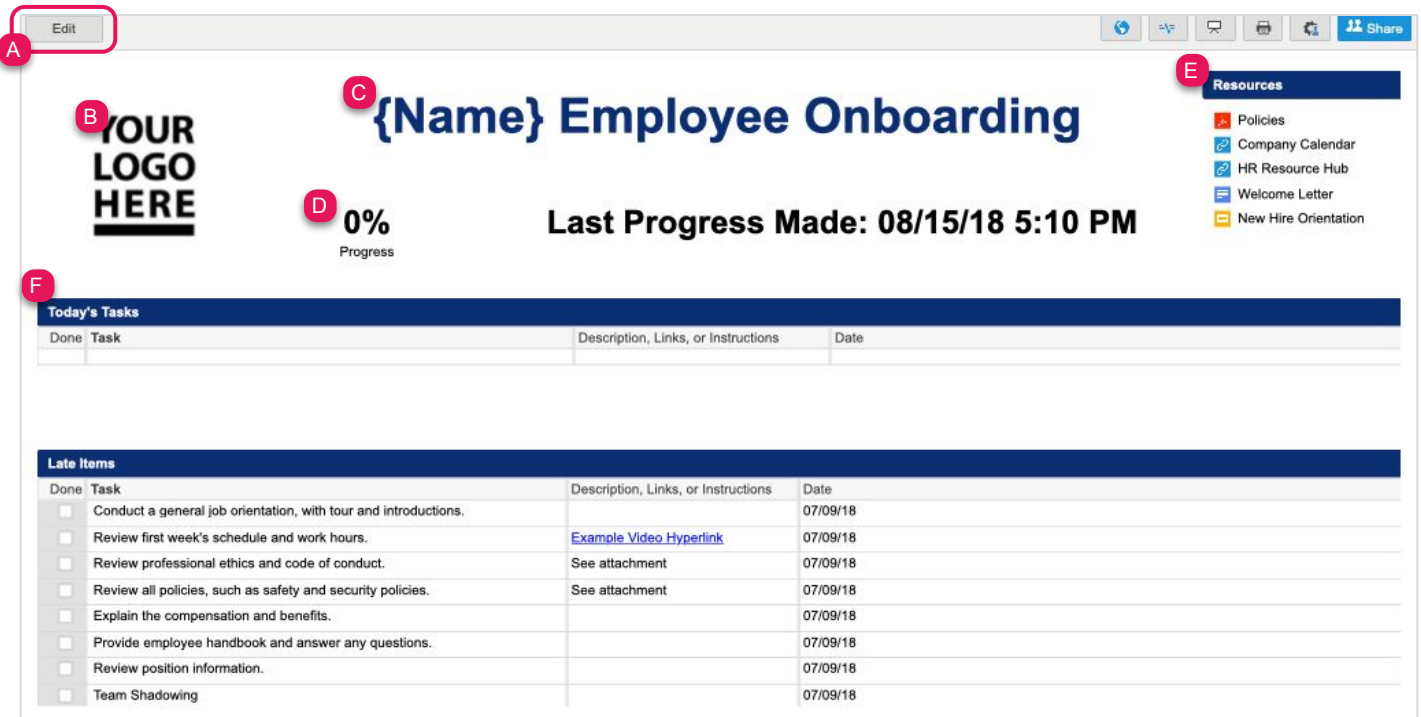 Edit
Share
A
B
YOUR
LOGO
HERE
C
{Name} Employee Onboarding
D
0%
Progress
Last Progress Made: 08/15/18 5:10 PM
E
Resources
Policies
Company Calendar
HR Resource Hub
Welcome Letter
New Hire Orientation
F
Today's Tasks
Done Task Description, Links, or Instructions Date
Late Items
Done Task Description, Links, or Instructions Date
Conduct a general job orientation, with tour and introductions. 07/09/18
Review first week's schedule and work hours. Example Video Hyperlink 07/09/18
Review professional ethics and code of conduct. See attachment 07/09/18
Review all policies, such as safety and security policies. See attachment 07/09/18
Explain the compensation and benefits. 07/09/18
Provide employee handbook and answer any questions. 07/09/18
Review position information. 07/09/18
Team Shadowing 07/09/18